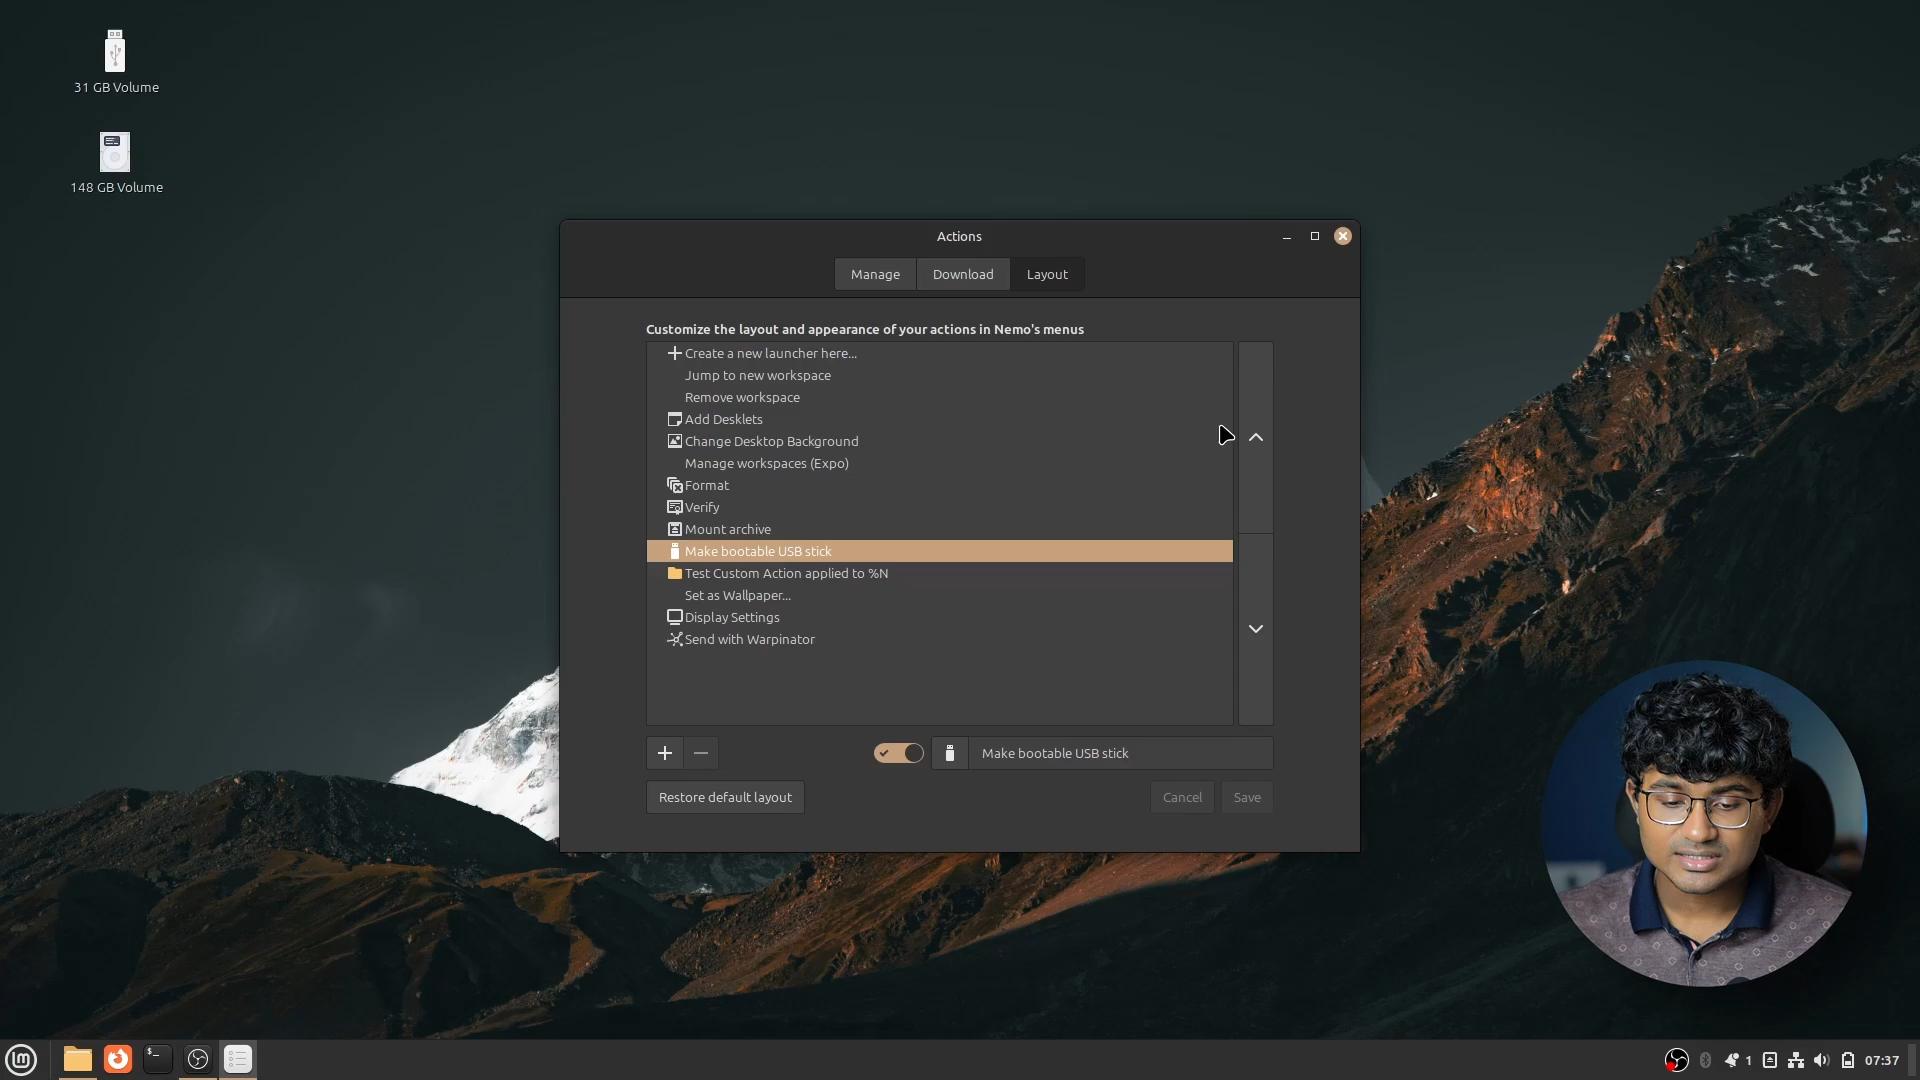 31 GB Volume
148 GB Volume
Actions
Manage
Download
Layout
Customize the layout and appearance of your actions in Nemo's menus
Create a new launcher here...
Jump to new workspace
Remove workspace
Add Desklets
Change Desktop Background
Manage workspaces (Expo)
Format
Verify
Mount archive
Make bootable USB stick
Test Custom Action applied to %N
Set as Wallpaper...
Display Settings
Send with Warpinator
Make bootable USB stick
Restore default layout
Cancel
Save
1
07:37